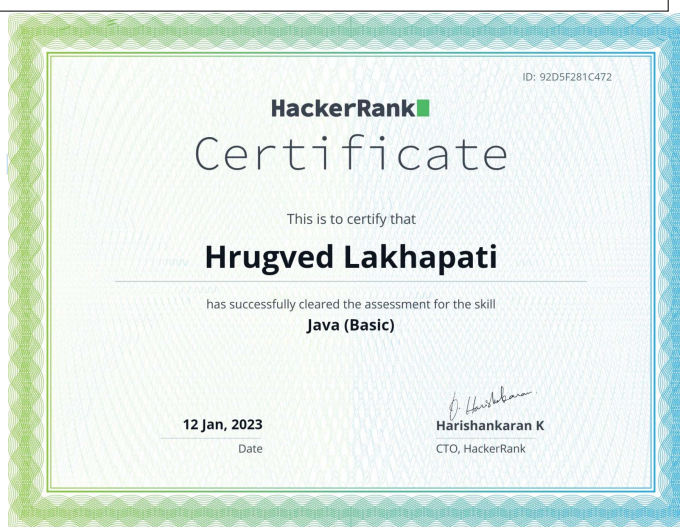 ID: 92D5F281C472
HackerRank
Certificate
This is to certify that
Hrugved Lakhapati
has successfully cleared the assessment for the skill
Java (Basic)
12 Jan, 2023
Date
Harishankaran K
CTO, HackerRank